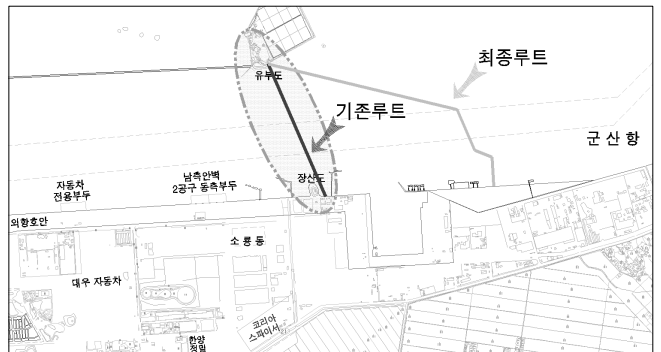 최종루트
유부도
기존루트
군 산 항
장산도
남측안벽
2공구 동측부두
자동차
전용부두
외항호안
소 룡 동
대우 자동차
코리아
스파이서
한양
정밀